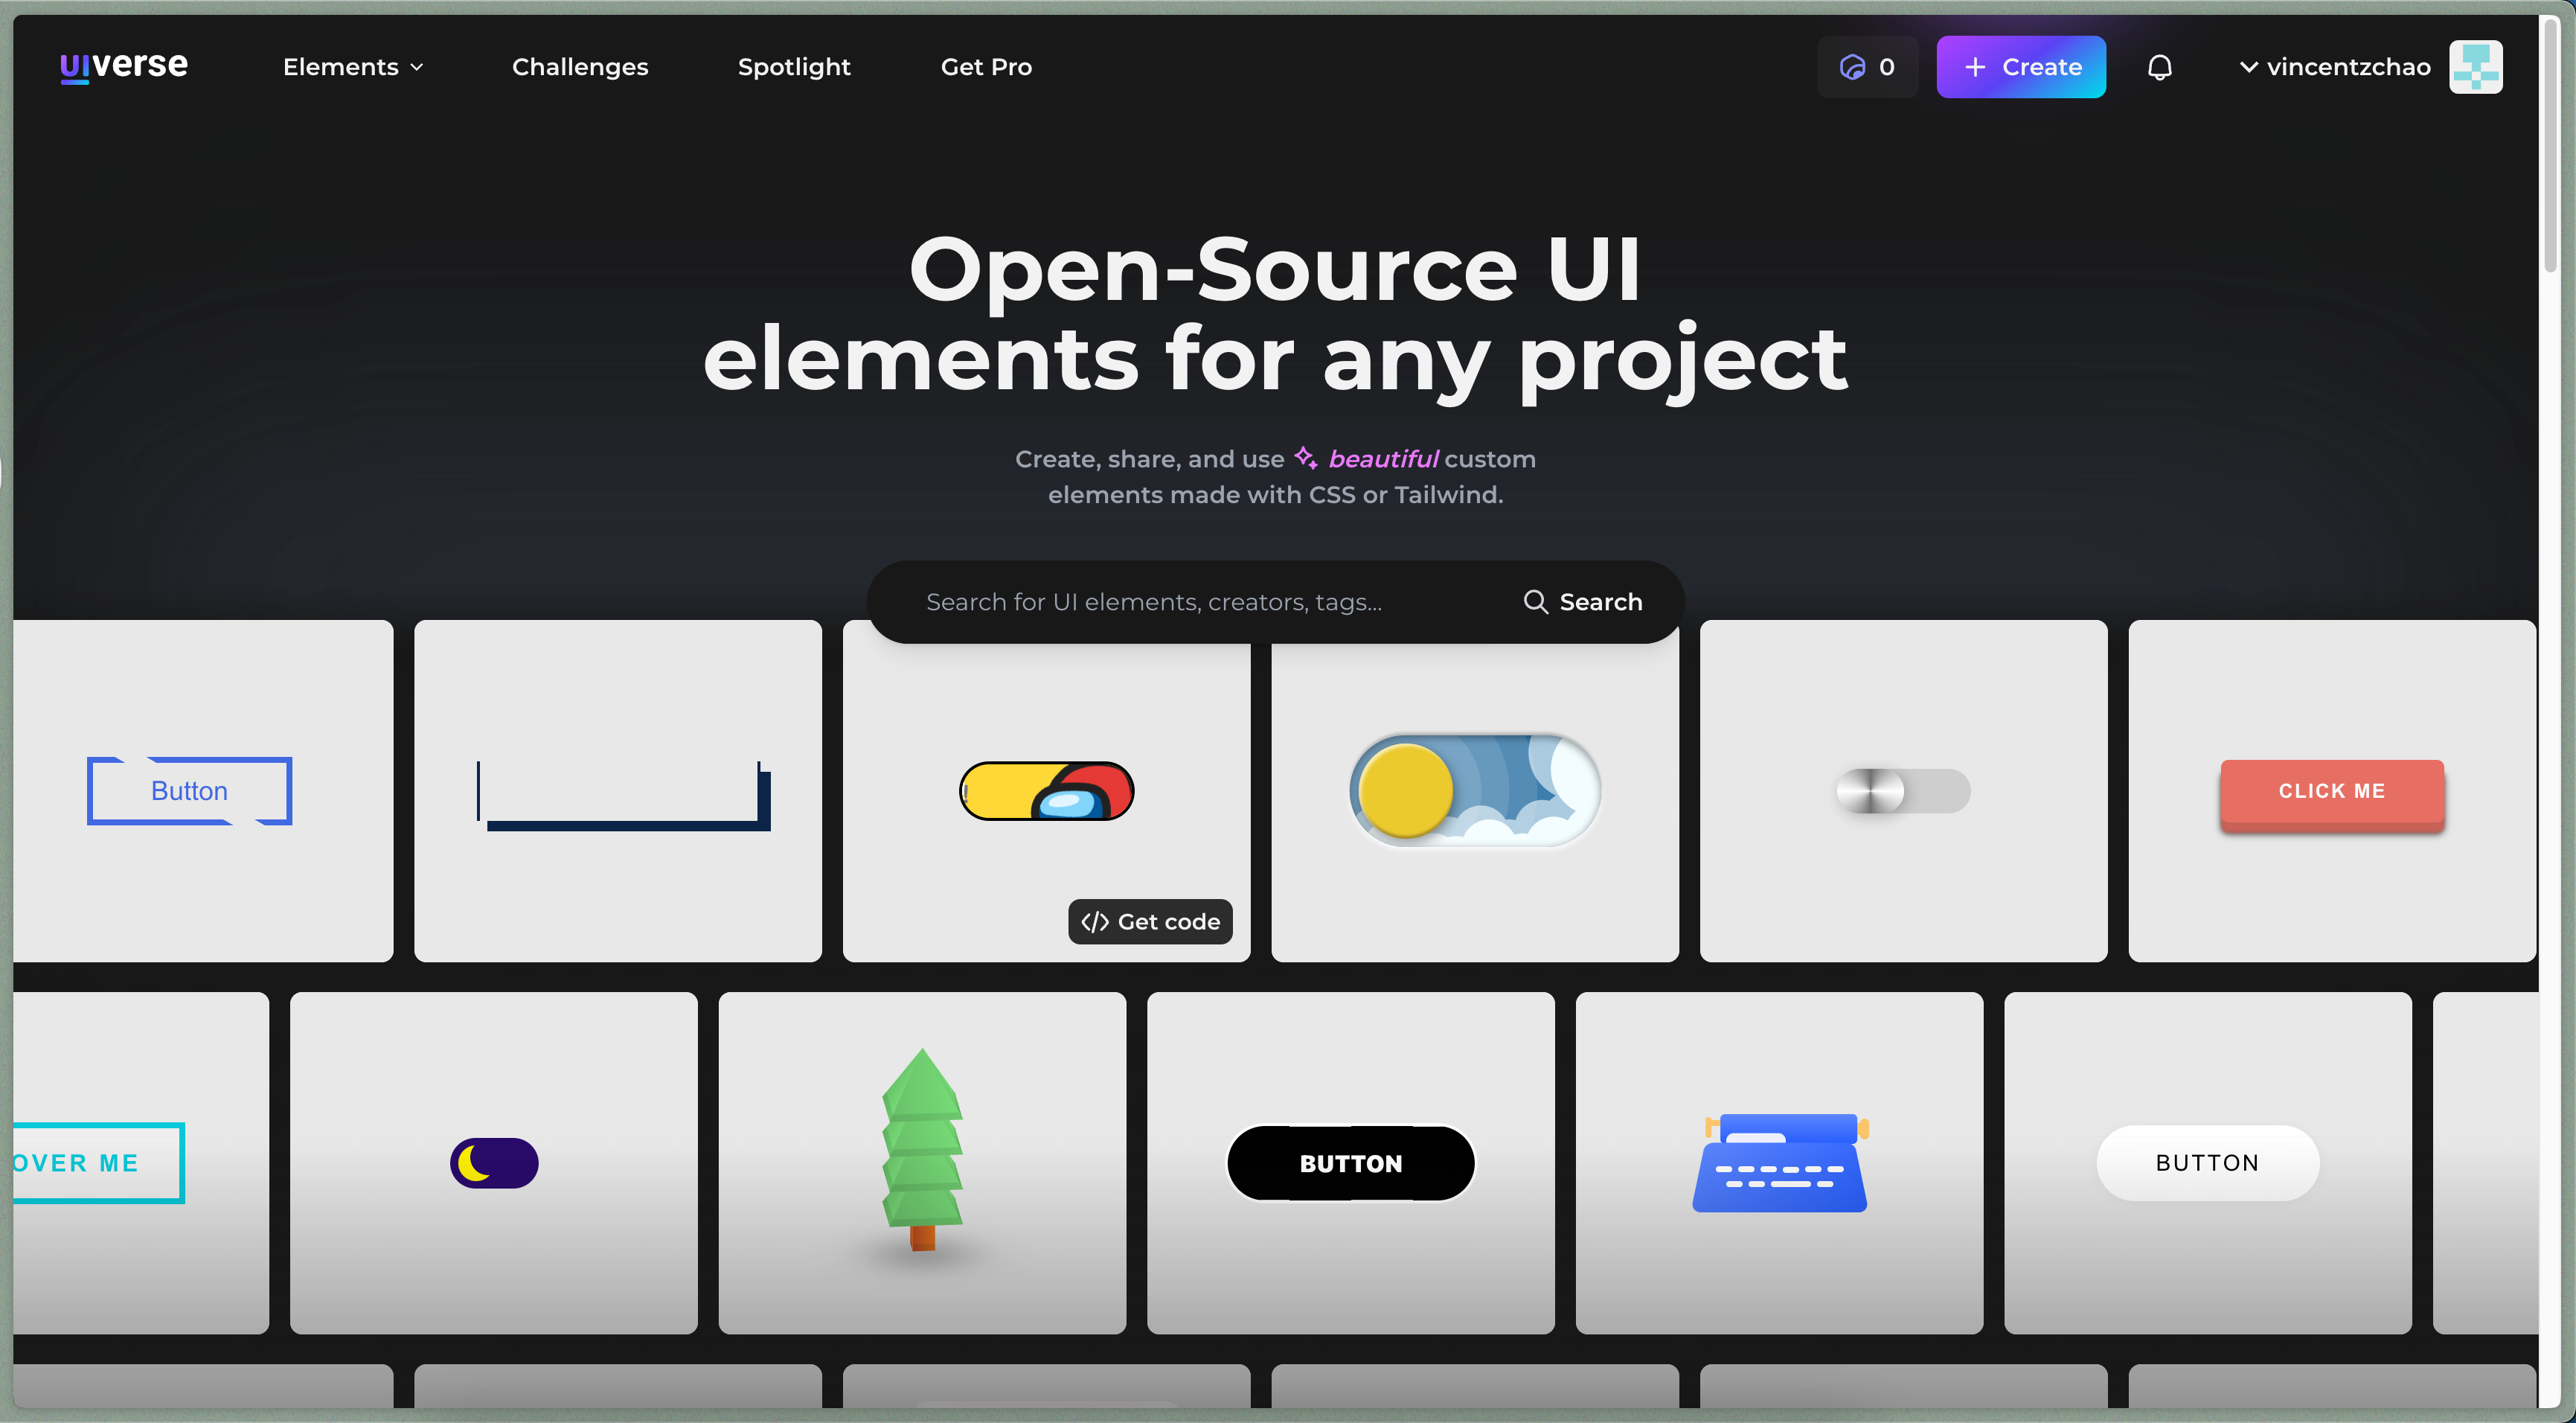 uiverse
Elements
Challenges
Spotlight
Get Pro
0
Create
vincentzchao
Open-Source UI
elements for any project
Create, share, and use beautiful custom
elements made with CSS or Tailwind.
Search for UI elements, creators, tags...
Search
Button
!
CLICK ME
Get code
OVER ME
BUTTON
BUTTON